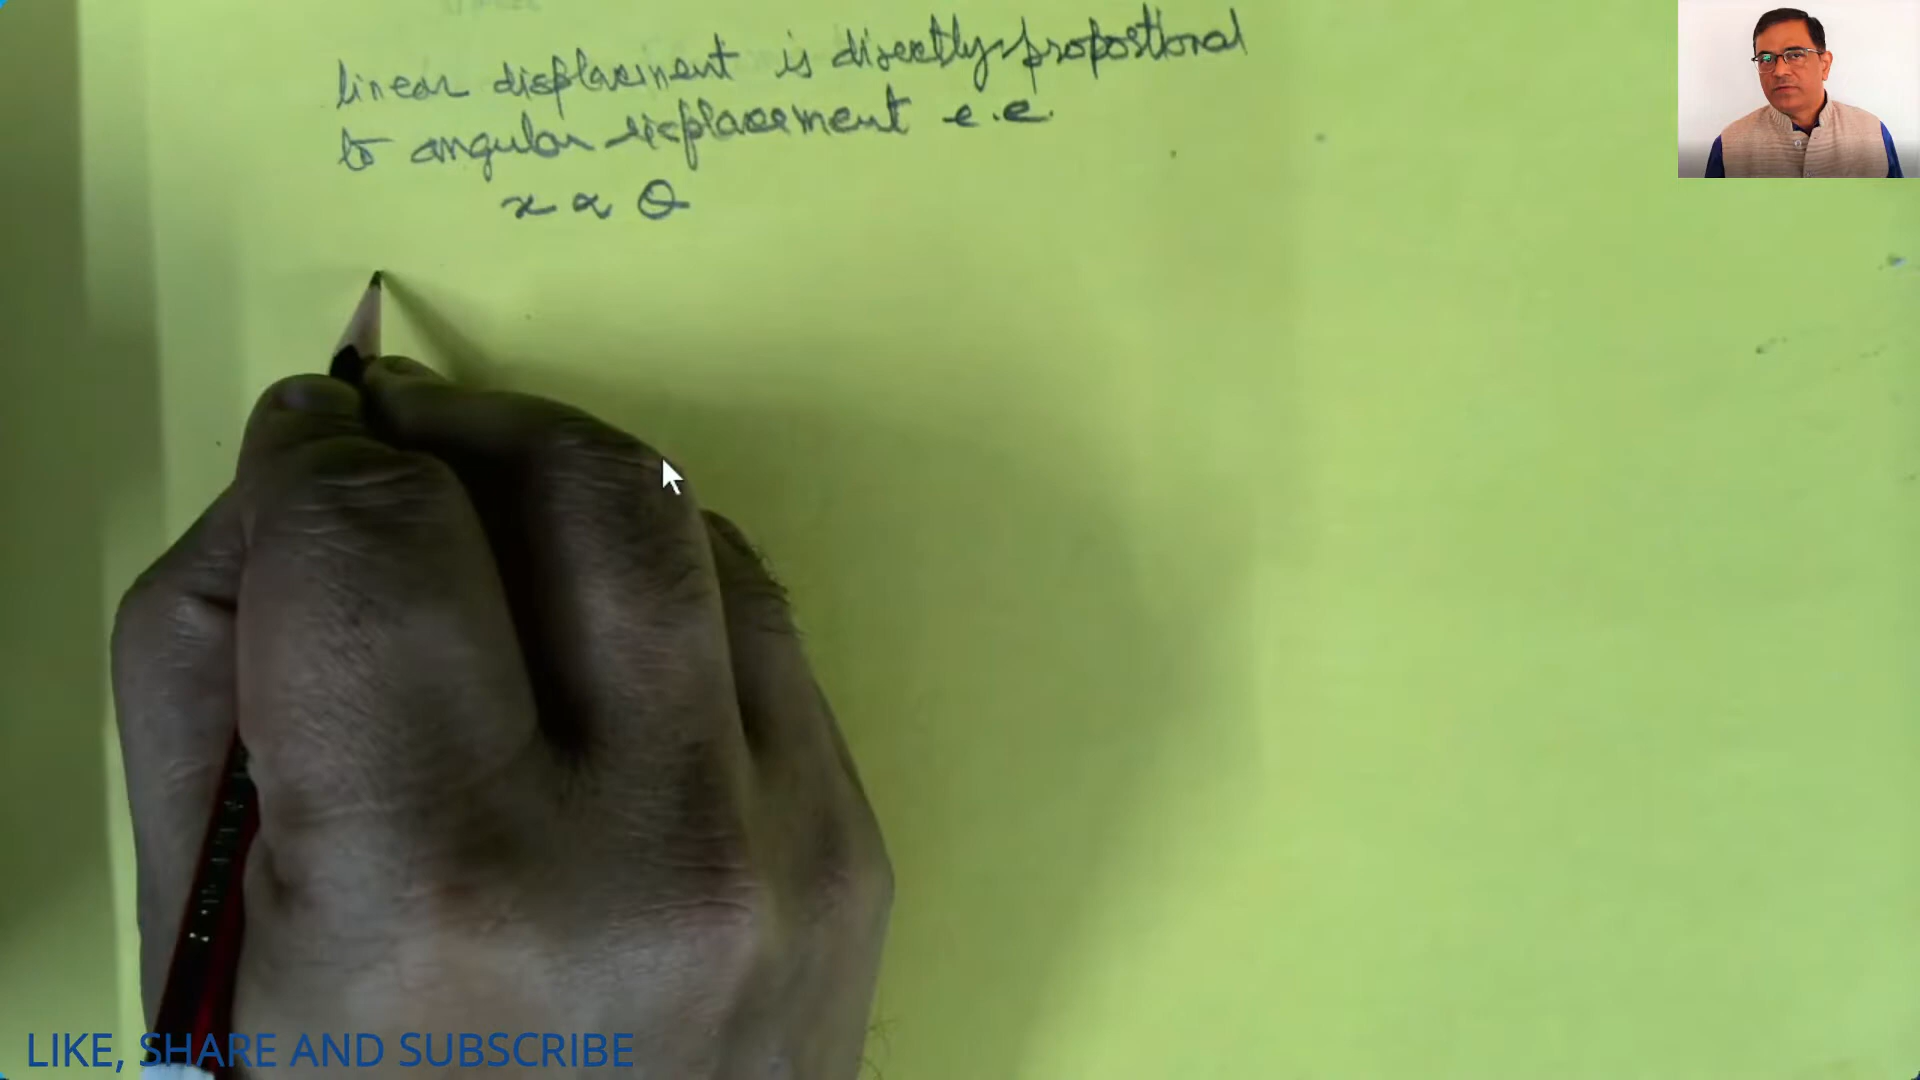 linear displacement is directly proportional
to angular displacement e.e.
x ∝ θ
LIKE, SHARE AND SUBSCRIBE